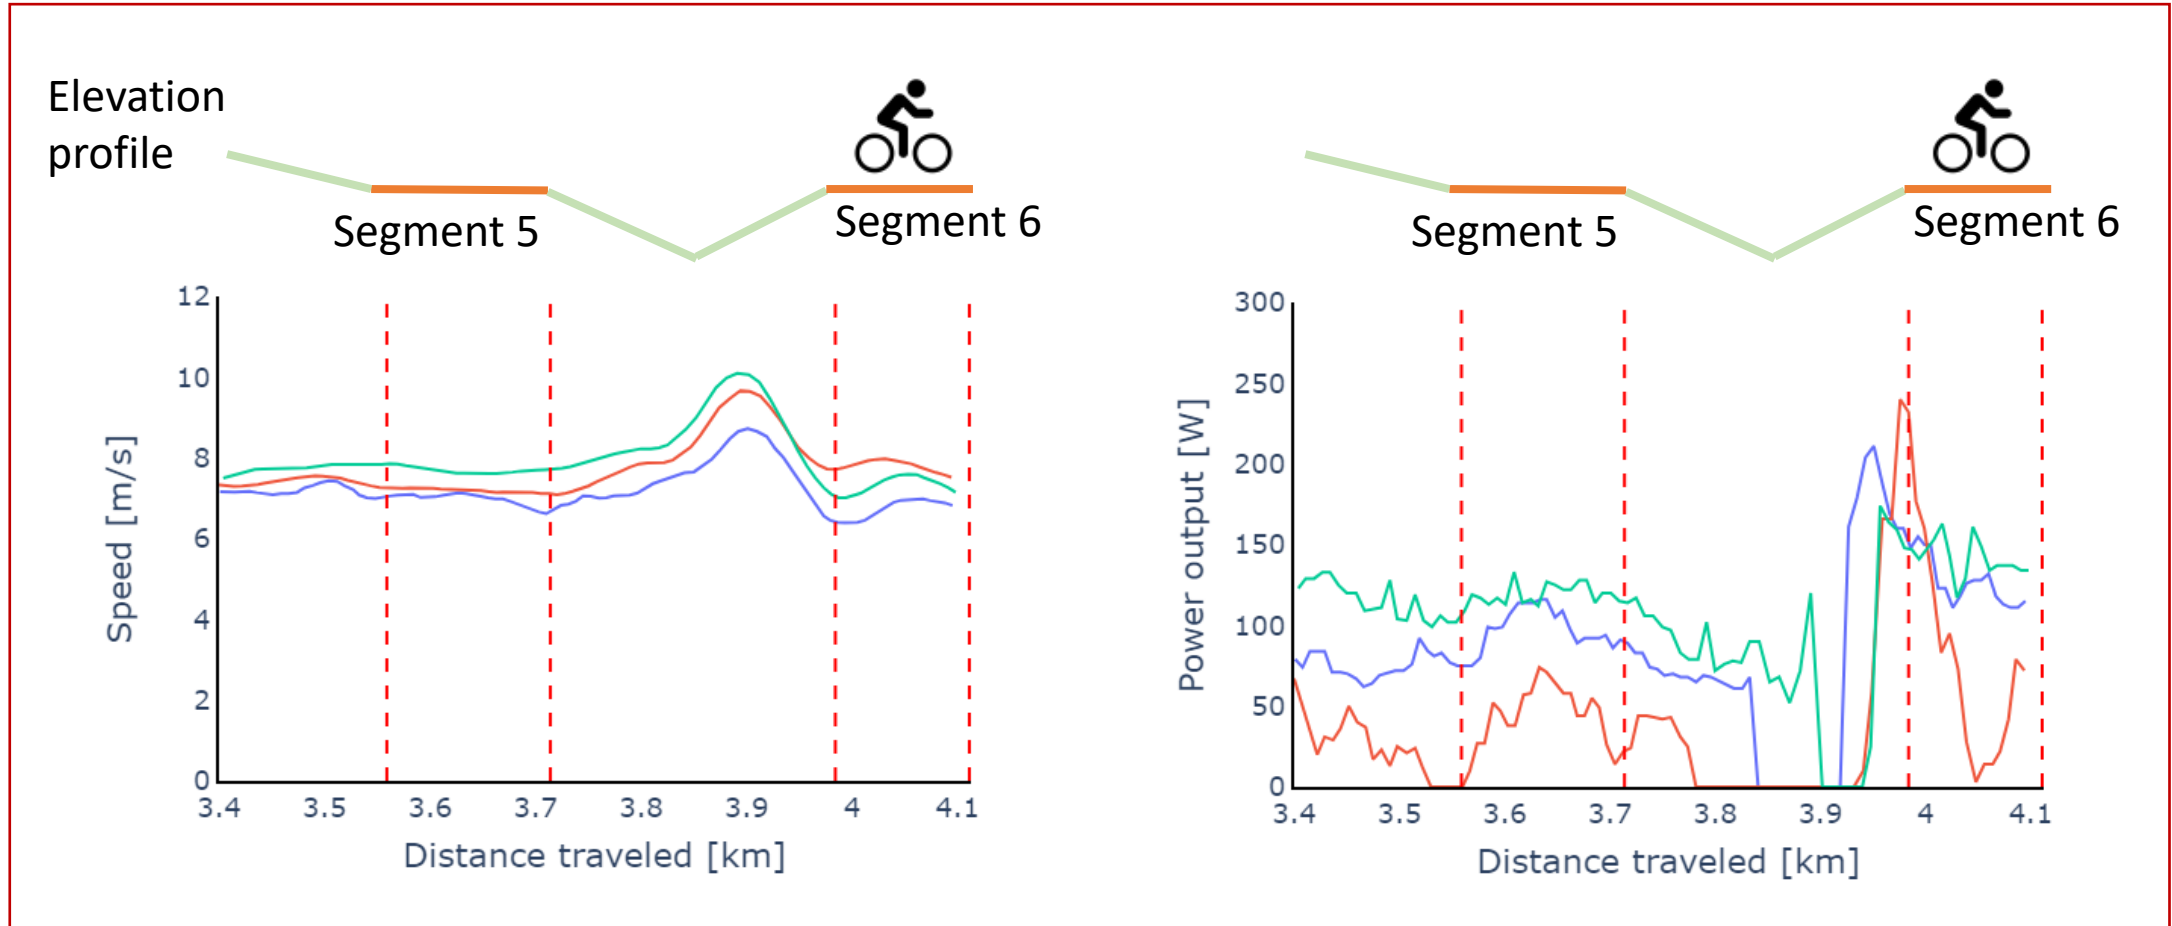 Elevation
profile
Segment 5
Segment 6
Segment 5
Segment 6
Speed [m/s]
12
10
8
6
4
2
0
3.4 3.5 3.6 3.7 3.8 3.9 4 4.1
Distance traveled [km]
Power output [W]
300
250
200
150
100
50
0
3.4 3.5 3.6 3.7 3.8 3.9 4 4.1
Distance traveled [km]